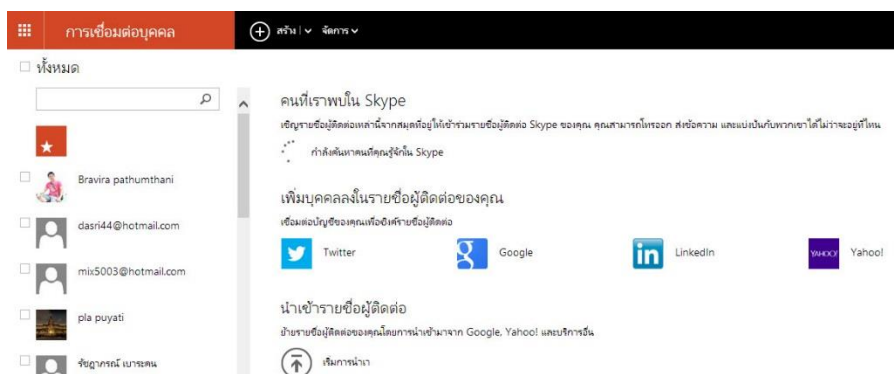 การเชื่อมต่อบุคคล
สร้าง
จัดการ
ทั้งหมด
Bravira pathumthani
dasri44@hotmail.com
mix5003@hotmail.com
pla puyati
รัชฎาภรณ์ เบาะคน
คนที่เราพบใน Skype
เชิญรายชื่อผู้ติดต่อเหล่านี้จากสมุดที่อยู่ให้เข้าร่วมรายชื่อผู้ติดต่อ Skype ของคุณ คุณสามารถโทรออก ส่งข้อความ และแบ่งปันกับพวกเขาได้ไม่ว่าจะอยู่ที่ไหน
กำลังค้นหาคนที่คุณรู้จักใน Skype
เพิ่มบุคคลลงในรายชื่อผู้ติดต่อของคุณ
เชื่อมต่อบัญชีของคุณเพื่อซิงค์รายชื่อผู้ติดต่อ
Twitter
Google
LinkedIn
YAHOO!
Yahoo!
นำเข้ารายชื่อผู้ติดต่อ
ย้ายรายชื่อผู้ติดต่อของคุณโดยการนำเข้ามาจาก Google, Yahoo! และบริการอื่น
เริ่มการนำเา